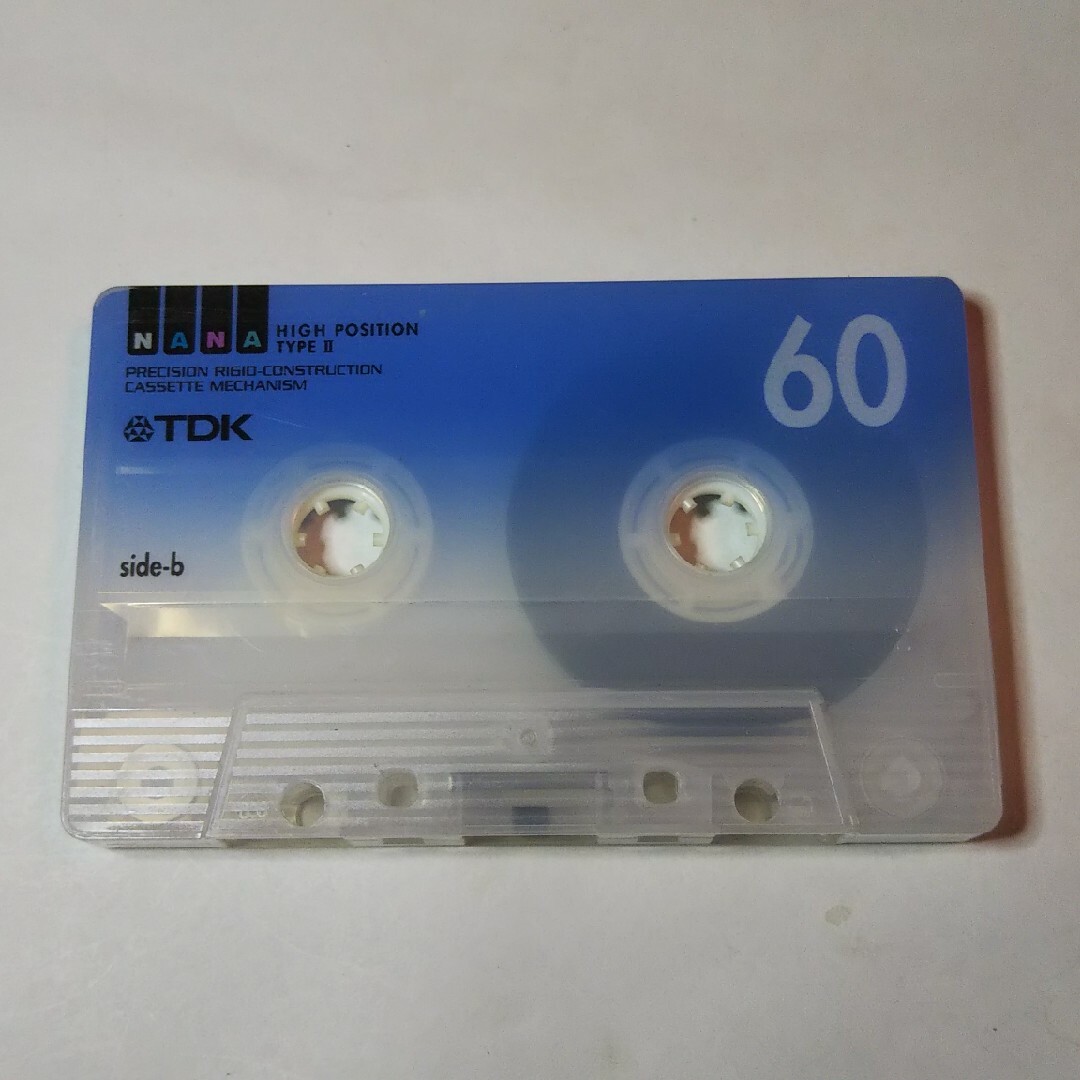 NANA HIGH POSITION
TYPE II
PRECISION RIGID-CONSTRUCTION
CASSETTE MECHANISM
TDK
60
side-b